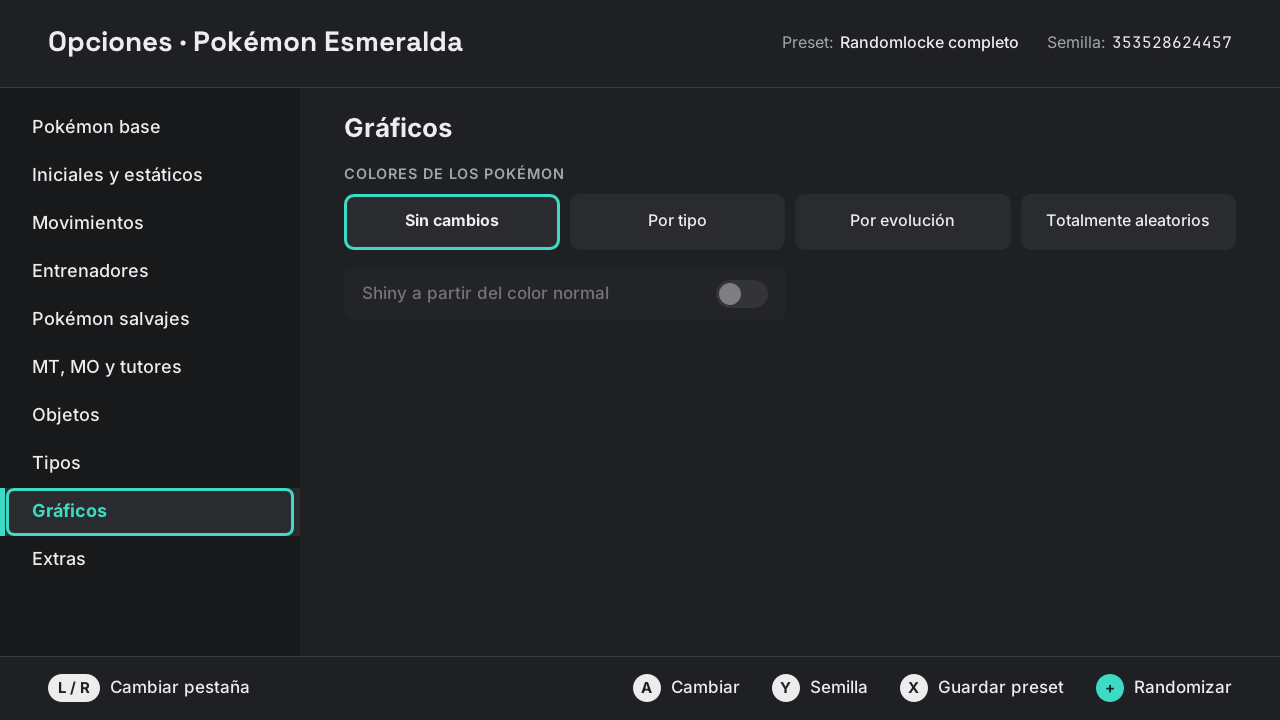 Opciones · Pokémon Esmeralda
Preset: Randomlocke completo
Semilla: 353528624457
Pokémon base
Iniciales y estáticos
Movimientos
Entrenadores
Pokémon salvajes
MT, MO y tutores
Objetos
Tipos
Gráficos
Extras
Gráficos
COLORES DE LOS POKÉMON
Sin cambios
Por tipo
Por evolución
Totalmente aleatorios
Shiny a partir del color normal
L / R Cambiar pestaña
A Cambiar
Y Semilla
X Guardar preset
+ Randomizar